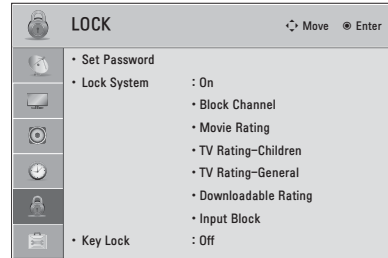 LOCK Move Enter
• Set Password
• Lock System : On
• Block Channel
• Movie Rating
• TV Rating-Children
• TV Rating-General
• Downloadable Rating
• Input Block
• Key Lock : Off